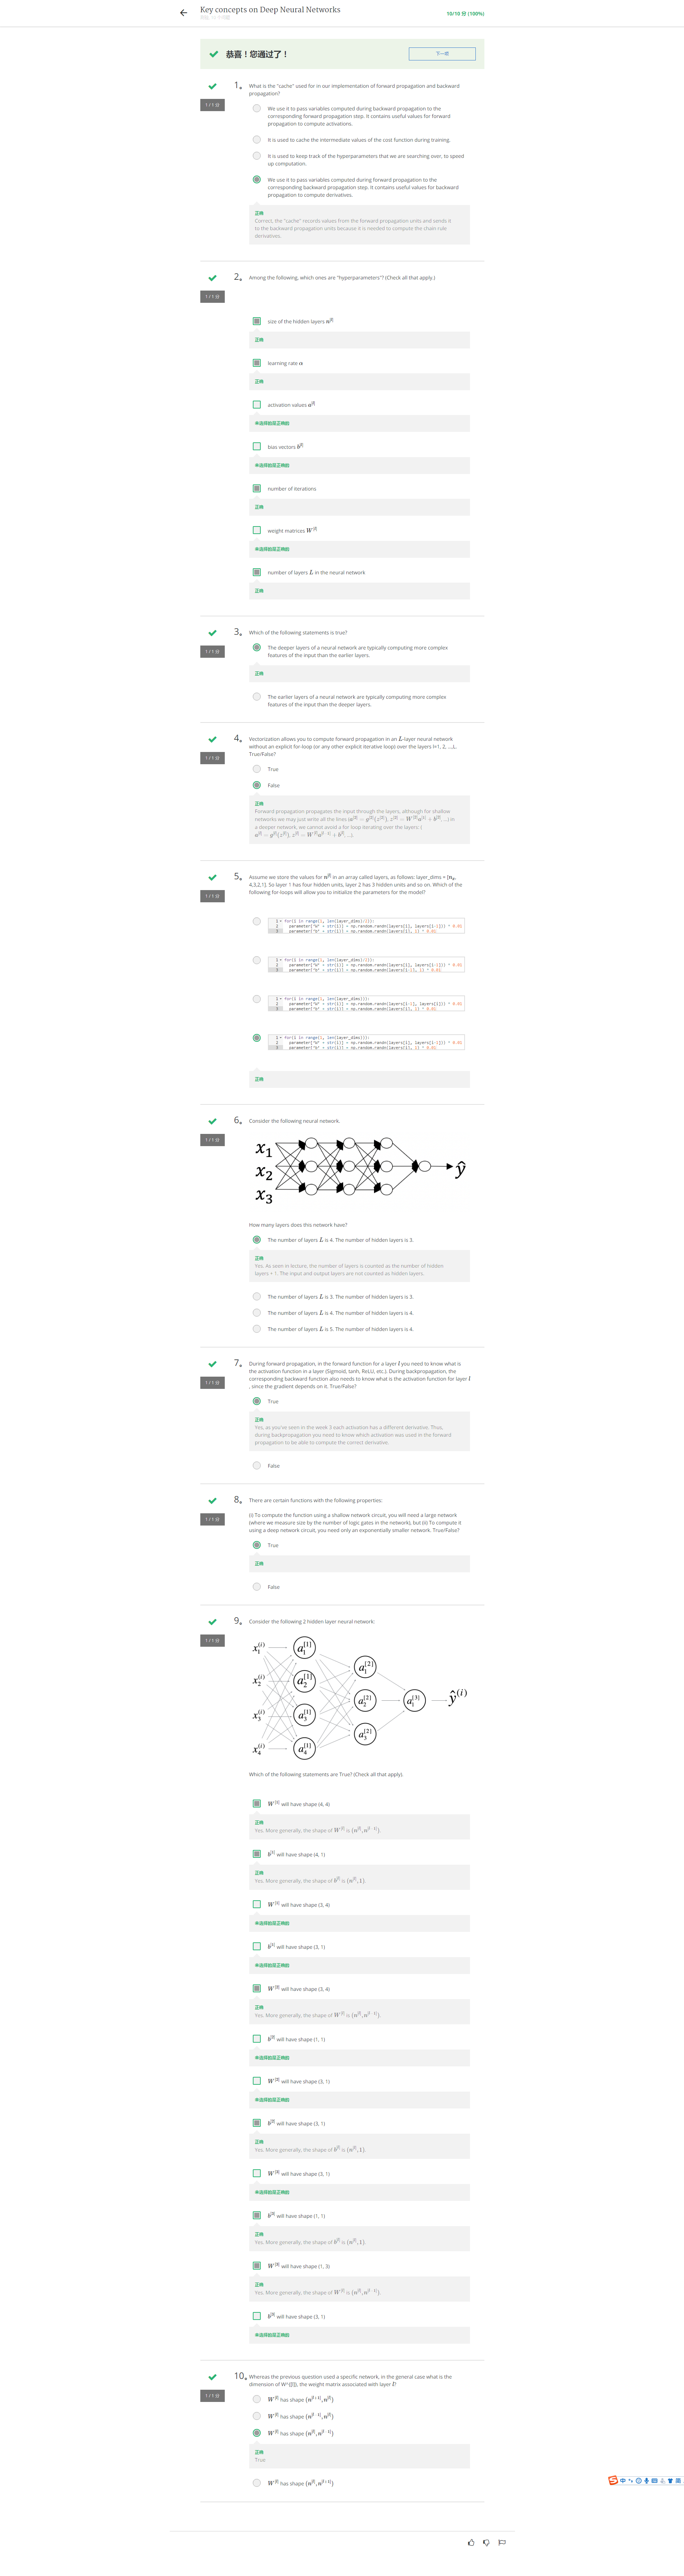 Key concepts on Deep Neural Networks
10/10 分 (100%)
恭喜！您通过了！
下一项
1.
1 / 1 分
What is the "cache" used for in our implementation of forward propagation and backward
propagation?
We use it to pass variables computed during backward propagation to the
corresponding forward propagation step. It contains useful values for forward
propagation to compute activations.
It is used to cache the intermediate values of the cost function during training.
It is used to keep track of the hyperparameters that we are searching over, to speed
up computation.
We use it to pass variables computed during forward propagation to the
corresponding backward propagation step. It contains useful values for backward
propagation to compute derivatives.
正确
Correct, the "cache" records values from the forward propagation units and sends it
to the backward propagation units because it is needed to compute the chain rule
derivatives.
2.
1 / 1 分
Among the following, which ones are "hyperparameters"? (Check all that apply.)
size of the hidden layers n^[l]
正确
learning rate α
正确
activation values a^[l]
未选择的是正确的
bias vectors b^[l]
未选择的是正确的
number of iterations
正确
weight matrices W^[l]
未选择的是正确的
number of layers L in the neural network
正确
3.
1 / 1 分
Which of the following statements is true?
The deeper layers of a neural network are typically computing more complex
features of the input than the earlier layers.
正确
The earlier layers of a neural network are typically computing more complex
features of the input than the deeper layers.
4.
1 / 1 分
Vectorization allows you to compute forward propagation in an L-layer neural network
without an explicit for-loop (or any other explicit iterative loop) over the layers l=1, 2, ...,L.
True/False?
True
False
正确
Forward propagation propagates the input through the layers, although for shallow
networks we may just write all the lines (a^[2] = g^[2](z^[2]), z^[2] = W^[2]a^[1] + b^[2], ...) in
a deeper network, we cannot avoid a for loop iterating over the layers: (
a^[l] = g^[l](z^[l]), z^[l] = W^[l]a^[l-1] + b^[l], ...).
5.
1 / 1 分
Assume we store the values for n^[l] in an array called layers, as follows: layer_dims = [n_x,
4,3,2,1]. So layer 1 has four hidden units, layer 2 has 3 hidden units and so on. Which of the
following for-loops will allow you to initialize the parameters for the model?
1 for(i in range(1, len(layer_dims)/2)):
2 parameter['W' + str(i)] = np.random.randn(layers[i], layers[i-1])) * 0.01
3 parameter['b' + str(i)] = np.random.randn(layers[i], 1) * 0.01
1 for(i in range(1, len(layer_dims)/2)):
2 parameter['W' + str(i)] = np.random.randn(layers[i], layers[i-1])) * 0.01
3 parameter['b' + str(i)] = np.random.randn(layers[i-1], 1) * 0.01
1 for(i in range(1, len(layer_dims))):
2 parameter['W' + str(i)] = np.random.randn(layers[i-1], layers[i])) * 0.01
3 parameter['b' + str(i)] = np.random.randn(layers[i], 1) * 0.01
1 for(i in range(1, len(layer_dims))):
2 parameter['W' + str(i)] = np.random.randn(layers[i], layers[i-1])) * 0.01
3 parameter['b' + str(i)] = np.random.randn(layers[i], 1) * 0.01
正确
6.
1 / 1 分
Consider the following neural network.
x1
x2
x3
ŷ
How many layers does this network have?
The number of layers L is 4. The number of hidden layers is 3.
正确
Yes. As seen in lecture, the number of layers is counted as the number of hidden
layers + 1. The input and output layers are not counted as hidden layers.
The number of layers L is 3. The number of hidden layers is 3.
The number of layers L is 4. The number of hidden layers is 4.
The number of layers L is 5. The number of hidden layers is 4.
7.
1 / 1 分
During forward propagation, in the forward function for a layer l you need to know what is
the activation function in a layer (Sigmoid, tanh, ReLU, etc.). During backpropagation, the
corresponding backward function also needs to know what is the activation function for layer l
, since the gradient depends on it. True/False?
True
正确
Yes, as you've seen in the week 3 each activation has a different derivative. Thus,
during backpropagation you need to know which activation was used in the forward
propagation to be able to compute the correct derivative.
False
8.
1 / 1 分
There are certain functions with the following properties:
(i) To compute the function using a shallow network circuit, you will need a large network
(where we measure size by the number of logic gates in the network), but (ii) To compute it
using a deep network circuit, you need only an exponentially smaller network. True/False?
True
正确
False
9.
1 / 1 分
Consider the following 2 hidden layer neural network:
x1^(i)
x2^(i)
x3^(i)
x4^(i)
a1^[1]
a2^[1]
a3^[1]
a4^[1]
a1^[2]
a2^[2]
a3^[2]
a1^[3]
ŷ^(i)
Which of the following statements are True? (Check all that apply).
W^[1] will have shape (4, 4)
正确
Yes. More generally, the shape of W^[l] is (n^[l], n^[l-1]).
b^[1] will have shape (4, 1)
正确
Yes. More generally, the shape of b^[l] is (n^[l], 1).
W^[1] will have shape (3, 4)
未选择的是正确的
b^[1] will have shape (3, 1)
未选择的是正确的
W^[2] will have shape (3, 4)
正确
Yes. More generally, the shape of W^[l] is (n^[l], n^[l-1]).
b^[2] will have shape (1, 1)
未选择的是正确的
W^[2] will have shape (3, 1)
未选择的是正确的
b^[2] will have shape (3, 1)
正确
Yes. More generally, the shape of b^[l] is (n^[l], 1).
W^[3] will have shape (3, 1)
未选择的是正确的
b^[3] will have shape (1, 1)
正确
Yes. More generally, the shape of b^[l] is (n^[l], 1).
W^[3] will have shape (1, 3)
正确
Yes. More generally, the shape of W^[l] is (n^[l], n^[l-1]).
b^[3] will have shape (3, 1)
未选择的是正确的
10.
1 / 1 分
Whereas the previous question used a specific network, in the general case what is the
dimension of W^{[l]}, the weight matrix associated with layer l?
W^[l] has shape (n^[l+1], n^[l])
W^[l] has shape (n^[l-1], n^[l])
W^[l] has shape (n^[l], n^[l-1])
正确
True
W^[l] has shape (n^[l], n^[l+1])
中
简